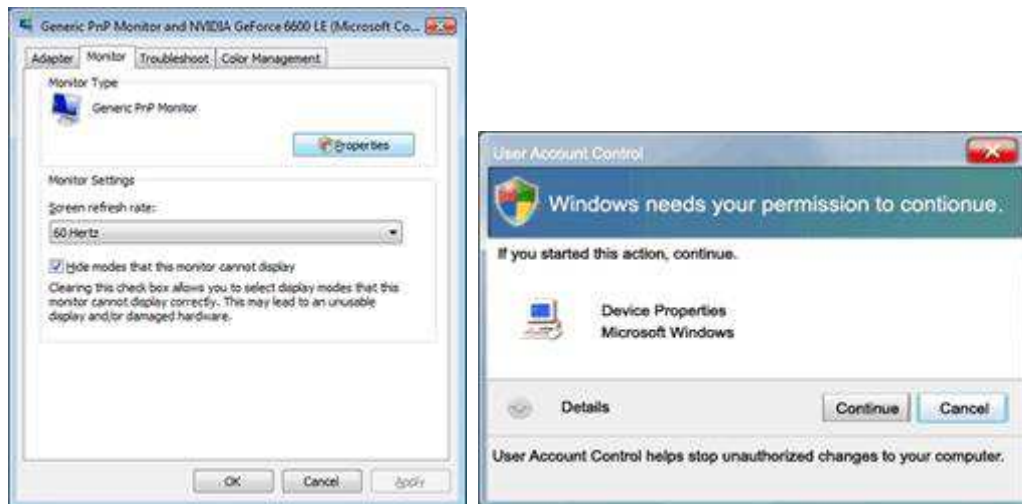 Generic PnP Monitor and NVIDIA GeForce 6600 LE (Microsoft Co...
Adapter Monitor Troubleshoot Color Management
Monitor Type
Generic PnP Monitor
Properties
Monitor Settings
Screen refresh rate:
60 Hertz
Hide modes that this monitor cannot display
Clearing this check box allows you to select display modes that this
monitor cannot display correctly. This may lead to an unusable
display and/or damaged hardware.
OK Cancel Apply
User Account Control
Windows needs your permission to contionue.
If you started this action, continue.
Device Properties
Microsoft Windows
Details Continue Cancel
User Account Control helps stop unauthorized changes to your computer.